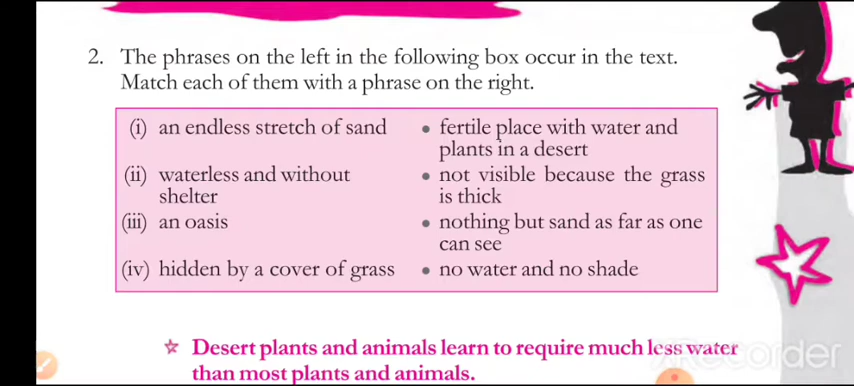 2. The phrases on the left in the following box occur in the text.
Match each of them with a phrase on the right.
(i) an endless stretch of sand
• fertile place with water and
plants in a desert
(ii) waterless and without
shelter
• not visible because the grass
is thick
(iii) an oasis
• nothing but sand as far as one
can see
(iv) hidden by a cover of grass
• no water and no shade
☆ Desert plants and animals learn to require much less water
than most plants and animals.